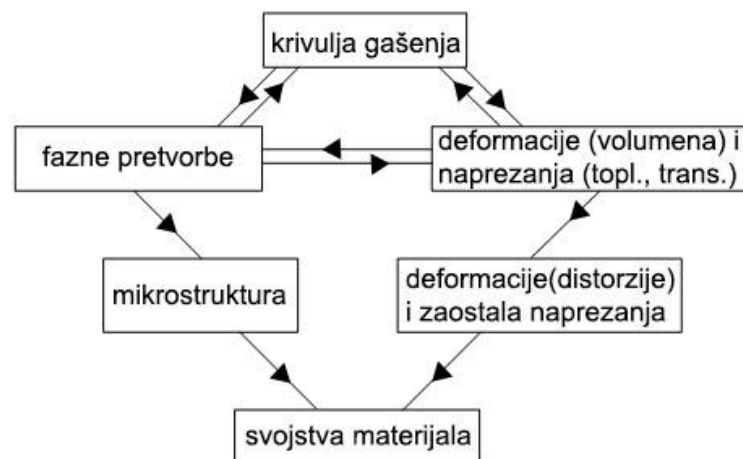 krivulja gašenja
fazne pretvorbe
deformacije (volumena) i
naprezanja (topl., trans.)
mikrostruktura
deformacije(distorzije)
i zaostala naprezanja
svojstva materijala